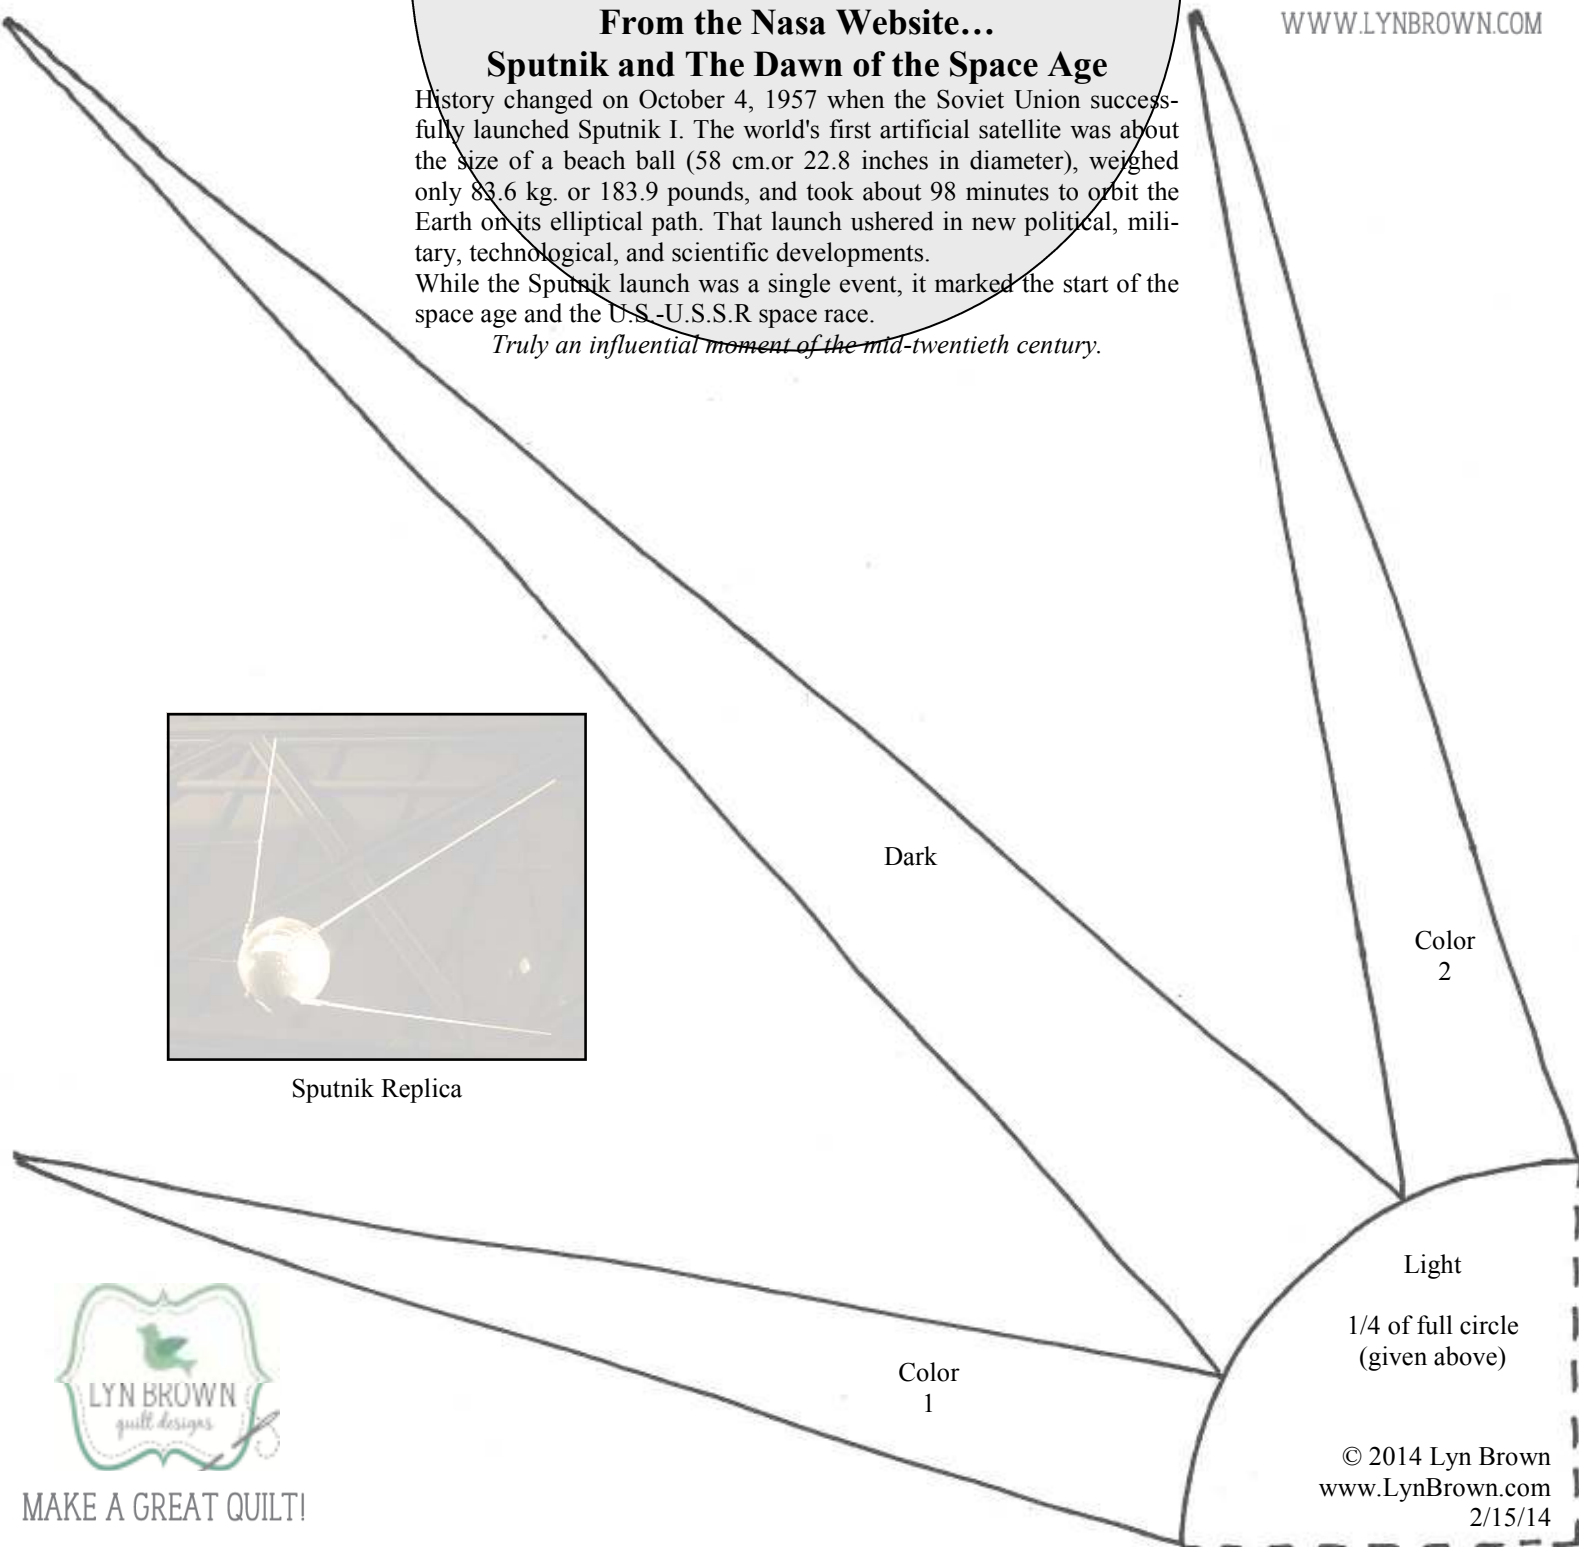 From the Nasa Website…
WWW.LYNBROWN.COM
Sputnik and The Dawn of the Space Age
History changed on October 4, 1957 when the Soviet Union success-
fully launched Sputnik I. The world's first artificial satellite was about
the size of a beach ball (58 cm.or 22.8 inches in diameter), weighed
only 83.6 kg. or 183.9 pounds, and took about 98 minutes to orbit the
Earth on its elliptical path. That launch ushered in new political, mili-
tary, technological, and scientific developments.
While the Sputnik launch was a single event, it marked the start of the
space age and the U.S.-U.S.S.R space race.
Truly an influential moment of the mid-twentieth century.
Dark
Color
2
Sputnik Replica
Light
1/4 of full circle
(given above)
Color
1
LYN BROWN
quilt designs
MAKE A GREAT QUILT!
© 2014 Lyn Brown
www.LynBrown.com
2/15/14